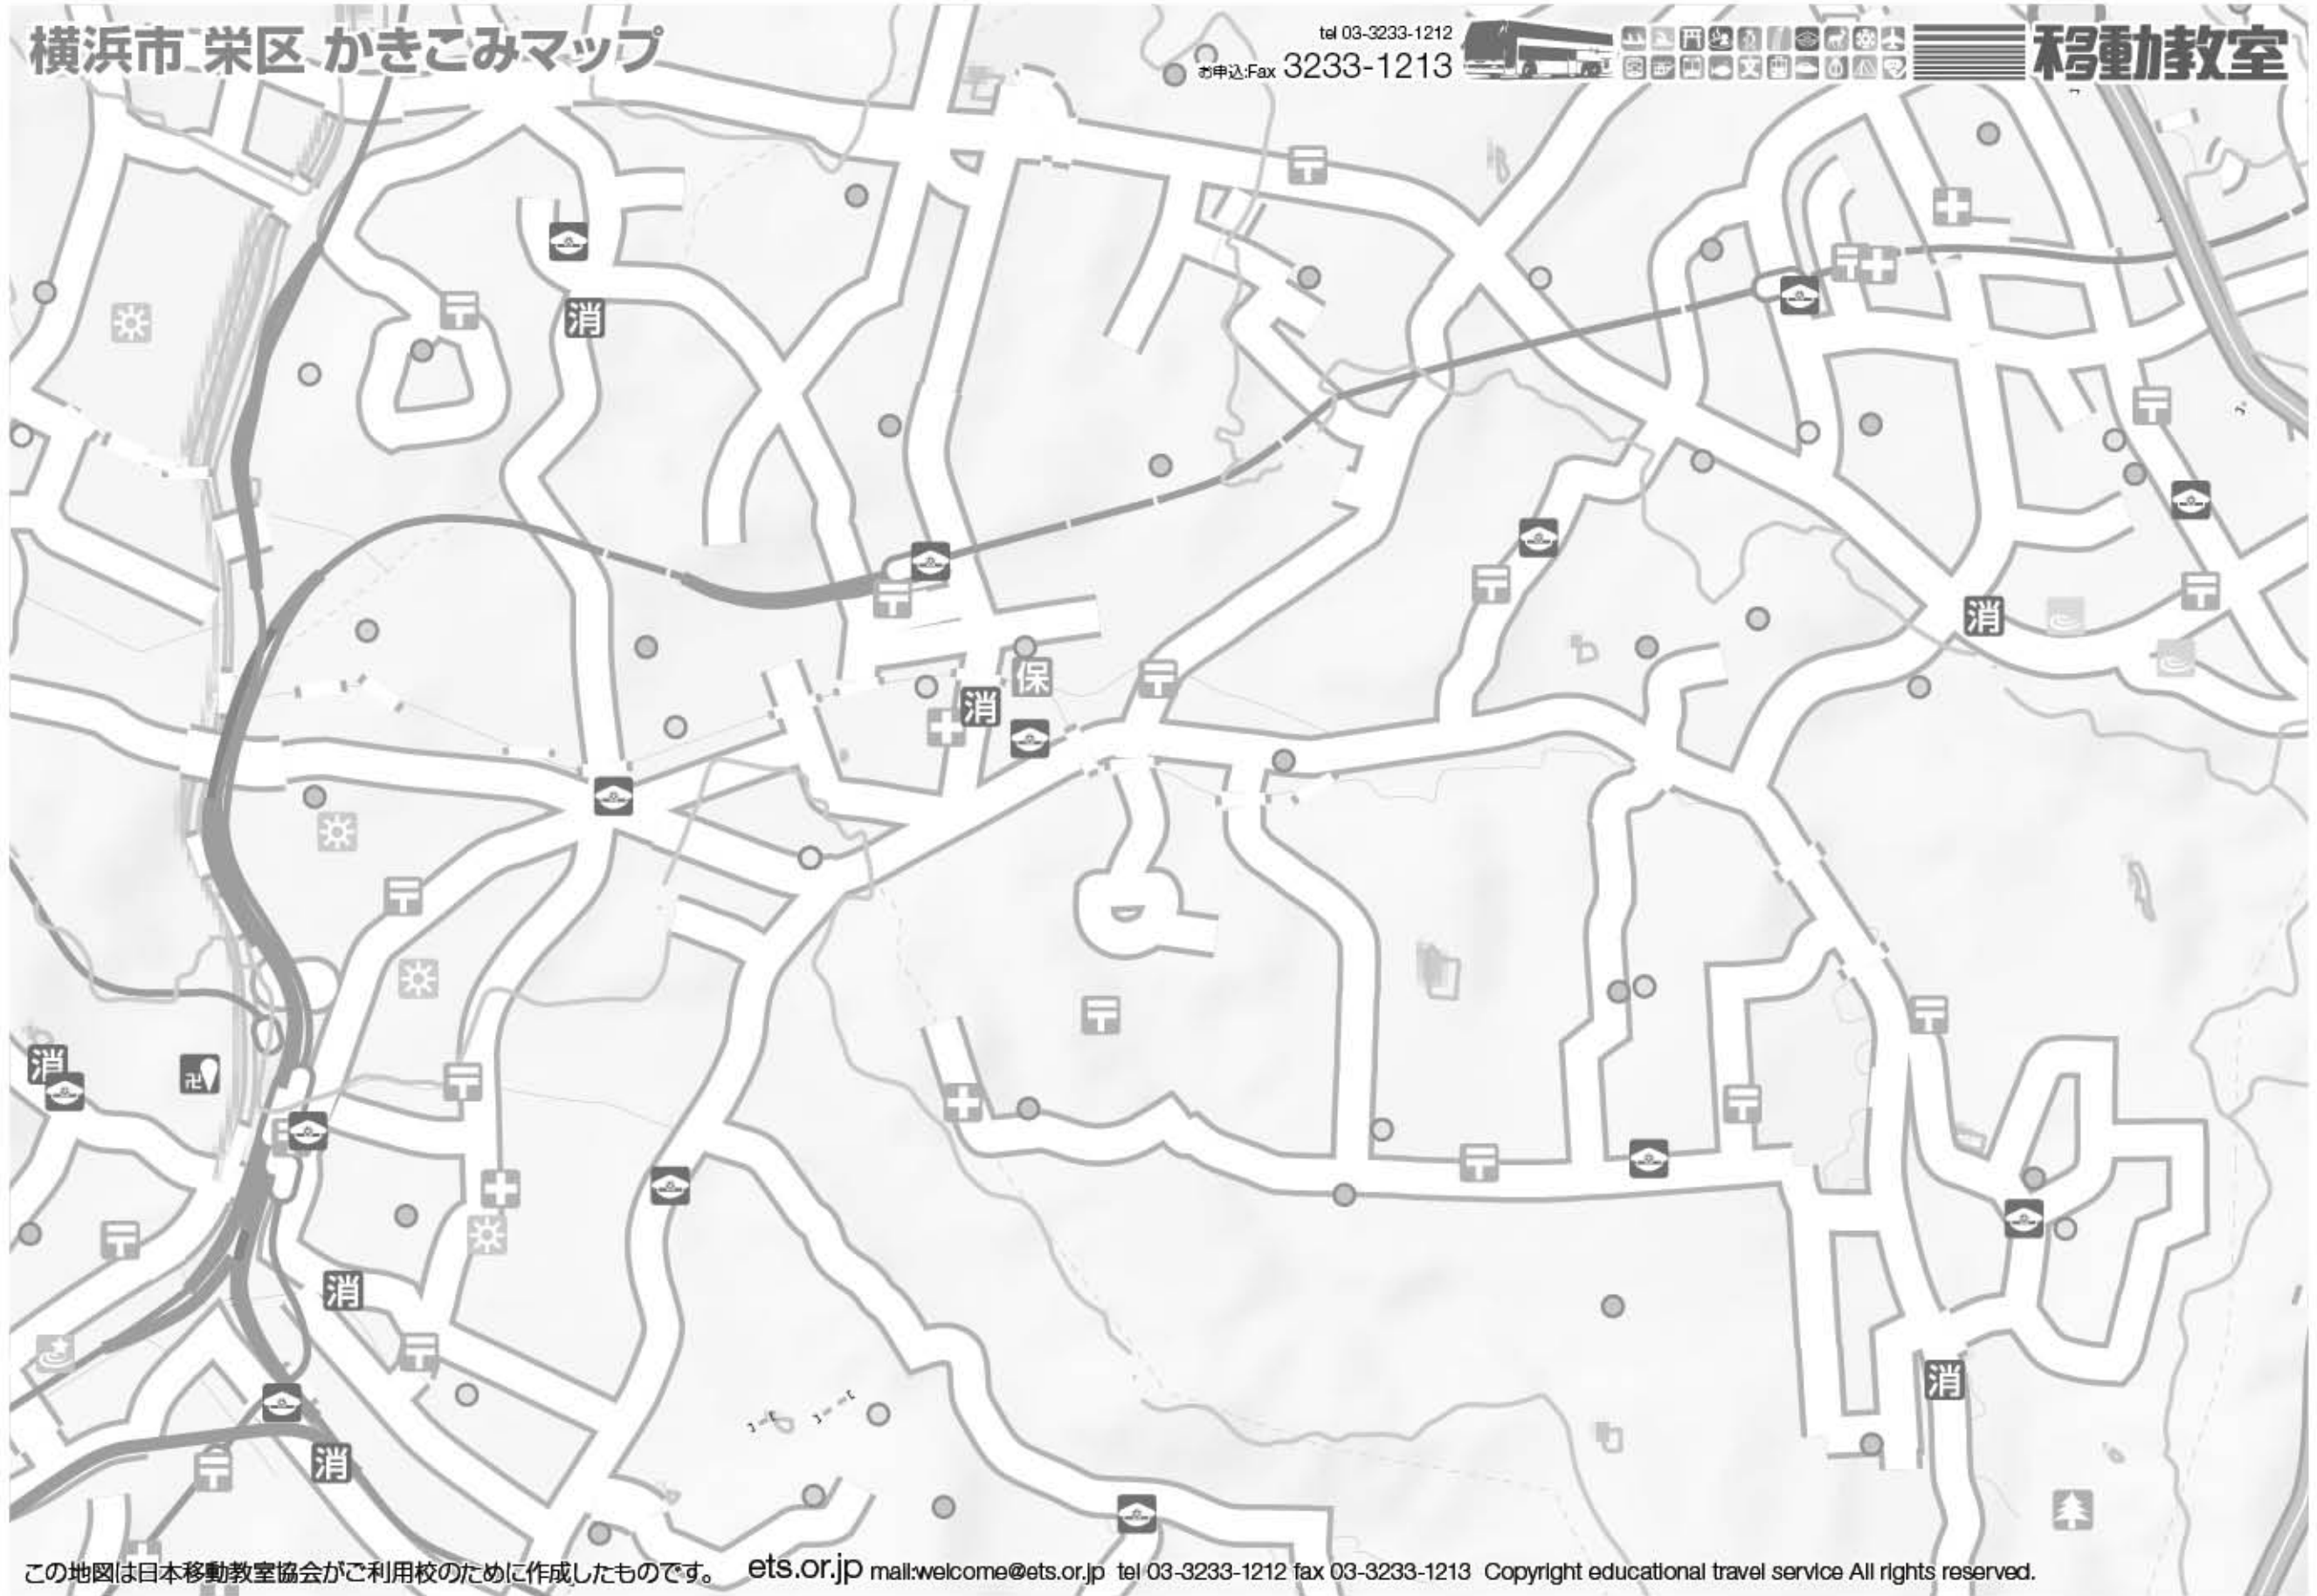 横浜市 栄区 かきこみマップ
tel 03-3233-1212
お申込:Fax 3233-1213
移動教室
文
消
消
保
消
消
卍
消
消
消
この地図は日本移動教室協会がご利用校のために作成したものです。 ets.or.jp mail:welcome@ets.or.jp tel 03-3233-1212 fax 03-3233-1213 Copyright educational travel service All rights reserved.